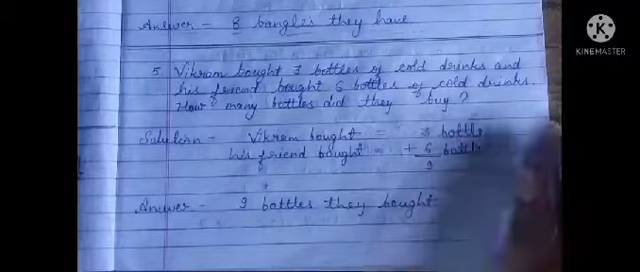 Answer - 8 bangles they have
5. Vikram bought 3 bottles of cold drinks and
his friend bought 6 bottles of cold drinks.
How many bottles did they buy ?
Solution - Vikram bought = 3 bottle
his friend bought = + 6 bottle
9
Answer - 9 bottles they bought
KINEMASTER